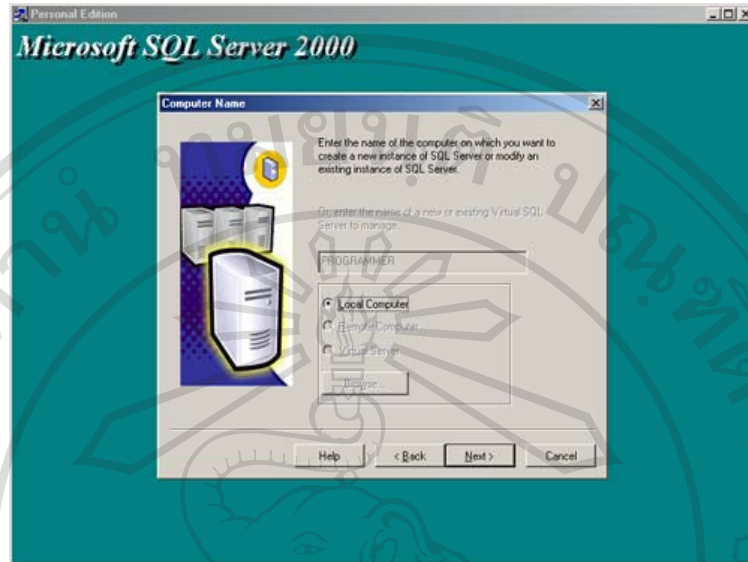 Personal Edition
Microsoft SQL Server 2000
Computer Name
Enter the name of the computer on which you want to
create a new instance of SQL Server or modify an
existing instance of SQL Server.
Or, enter the name of a new or existing Virtual SQL
Server to manage.
PROGRAMMER
Local Computer
Remote Computer
Virtual Server
Browse...
Help
< Back
Next >
Cancel